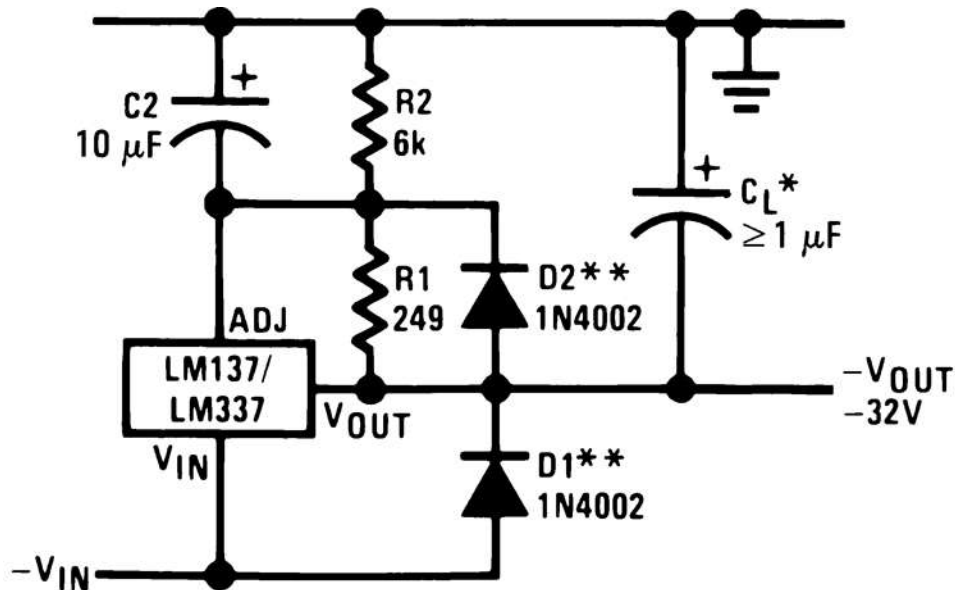 C2
10 μF
R2
6k
CL*
≥1 μF
R1
249
D2**
1N4002
ADJ
LM137/
LM337
VOUT
-VOUT
-32V
VIN
D1**
1N4002
-VIN